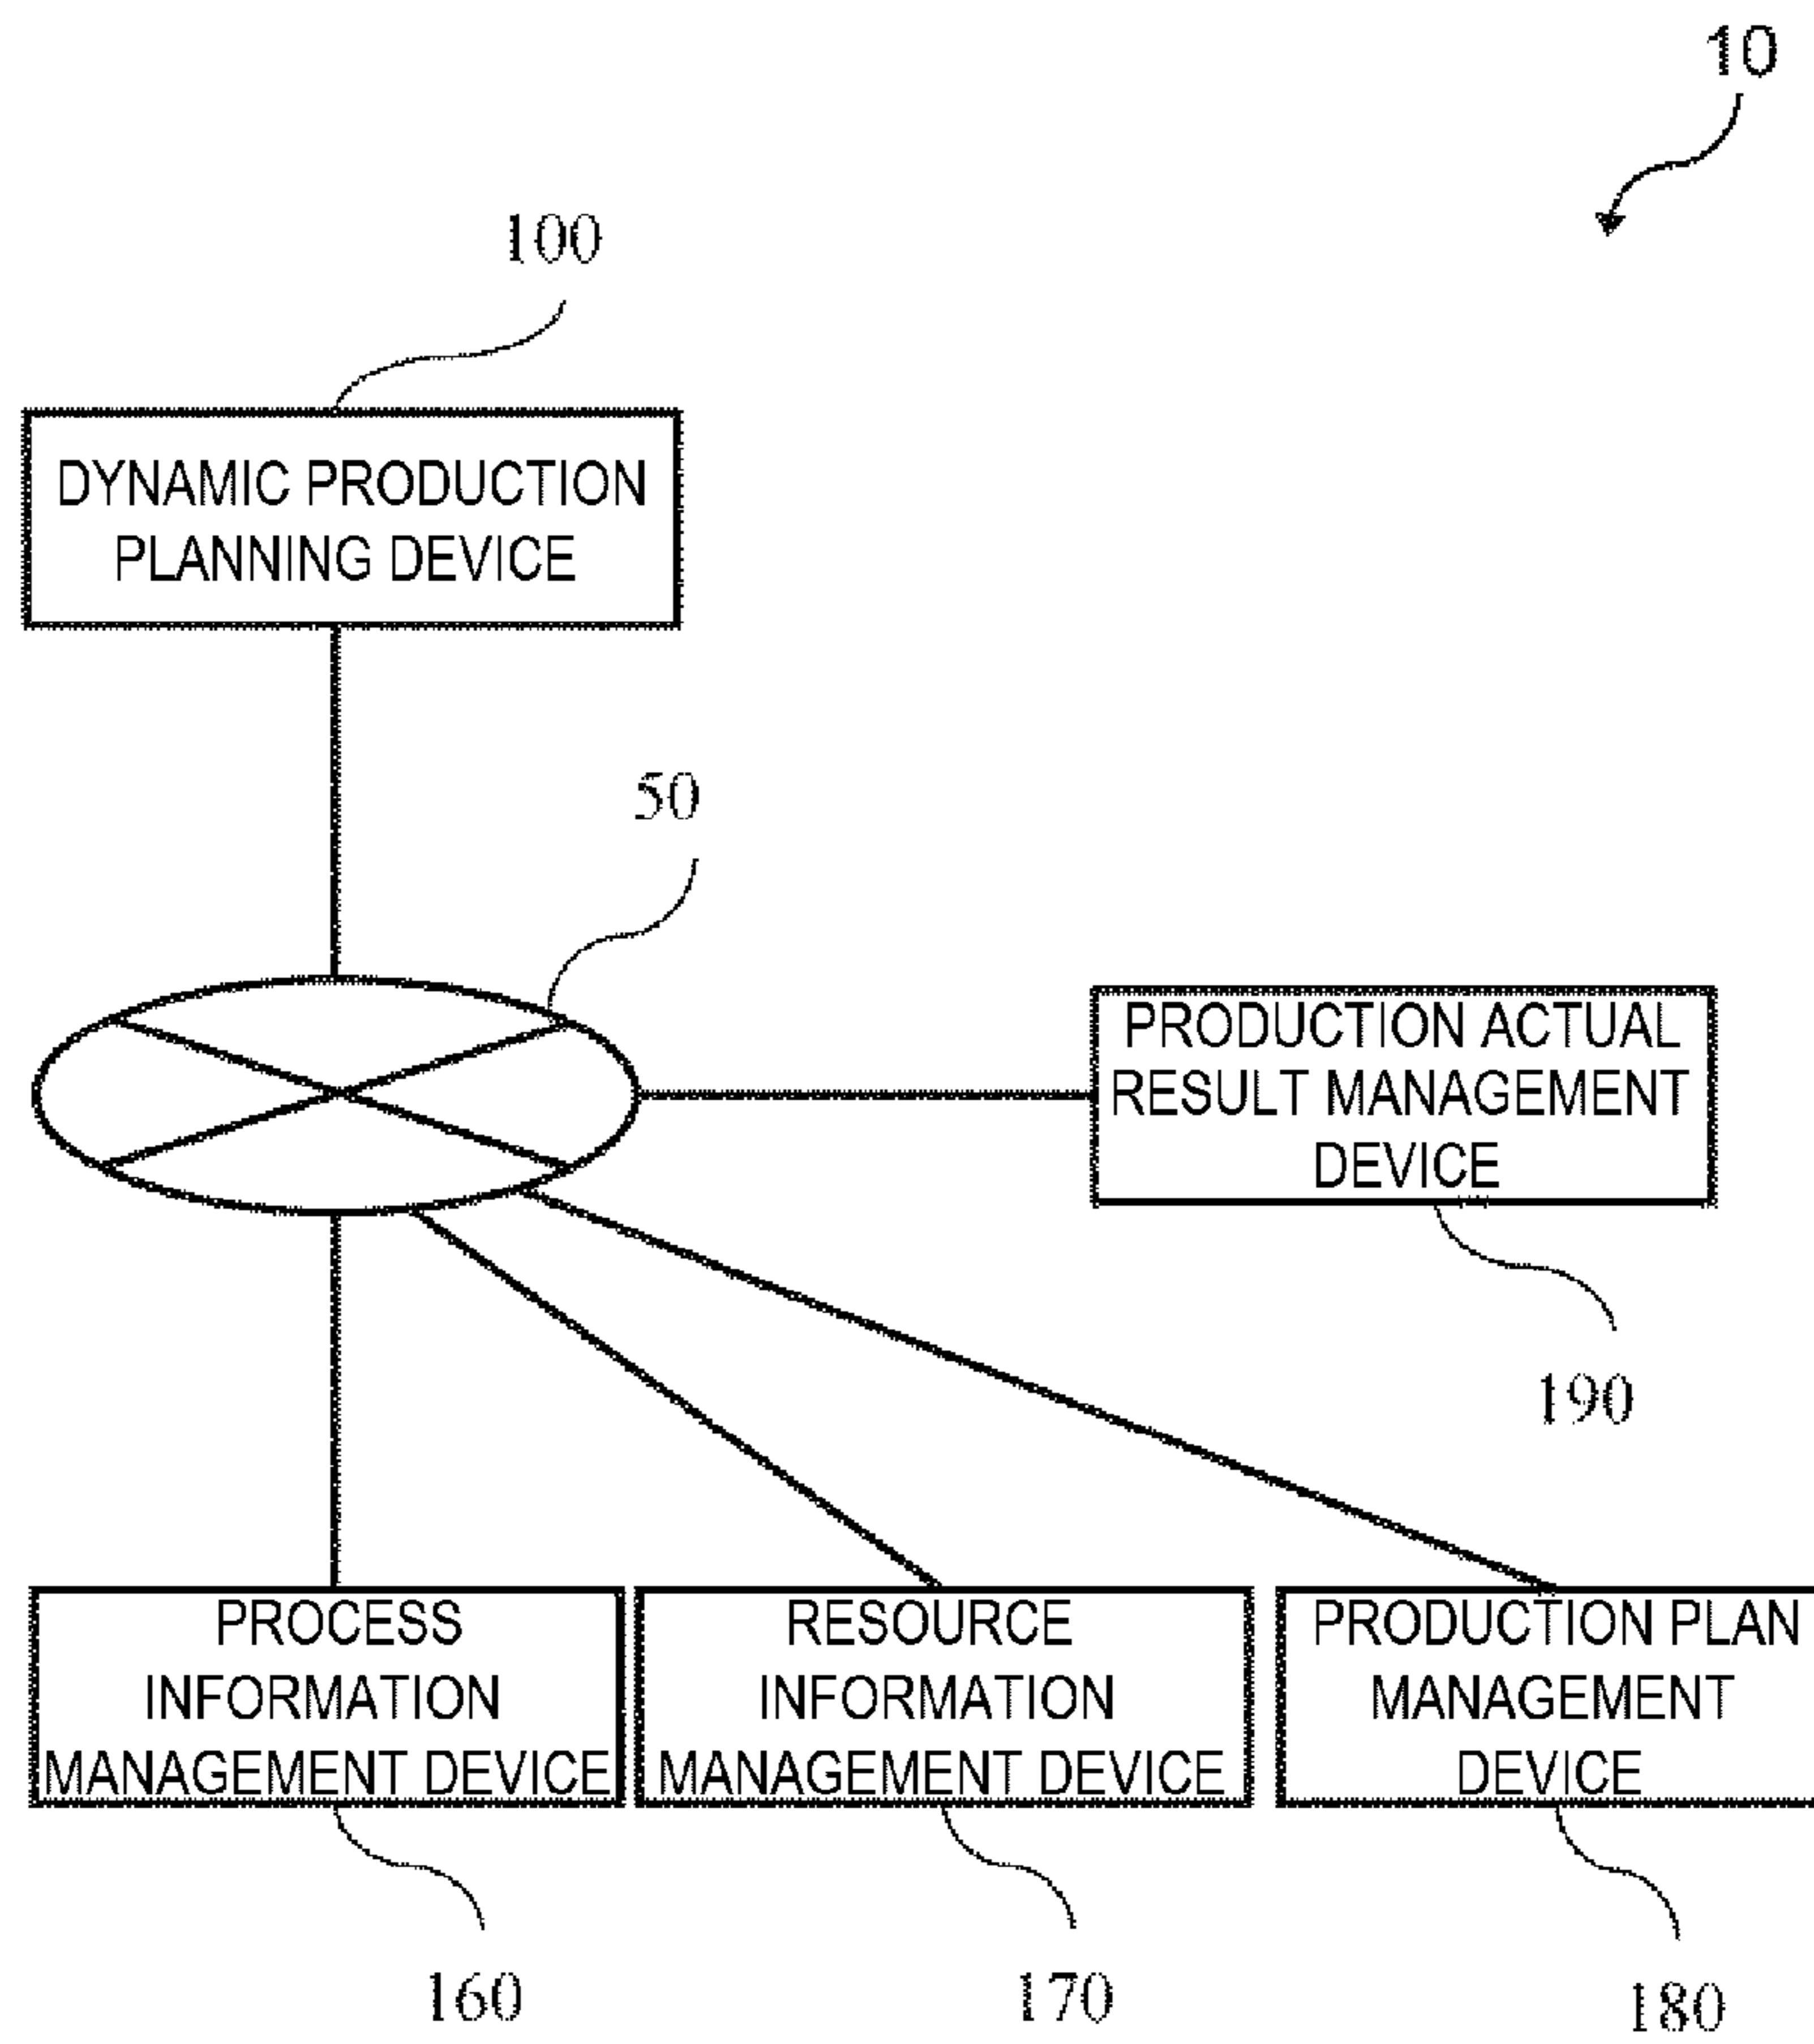 10
100
DYNAMIC PRODUCTION
PLANNING DEVICE
50
PRODUCTION ACTUAL
RESULT MANAGEMENT
DEVICE
190
PROCESS
INFORMATION
MANAGEMENT DEVICE
RESOURCE
INFORMATION
MANAGEMENT DEVICE
PRODUCTION PLAN
MANAGEMENT
DEVICE
160
170
180